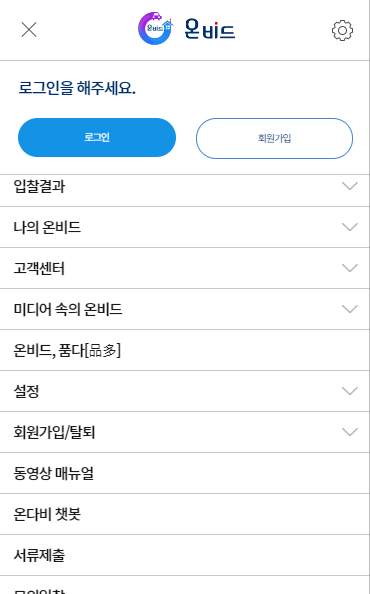 온비드 온비드
로그인을 해주세요.
로그인 회원가입
입찰결과
나의 온비드
고객센터
미디어 속의 온비드
온비드, 품다[品多]
설정
회원가입/탈퇴
동영상 매뉴얼
온다비 챗봇
서류제출